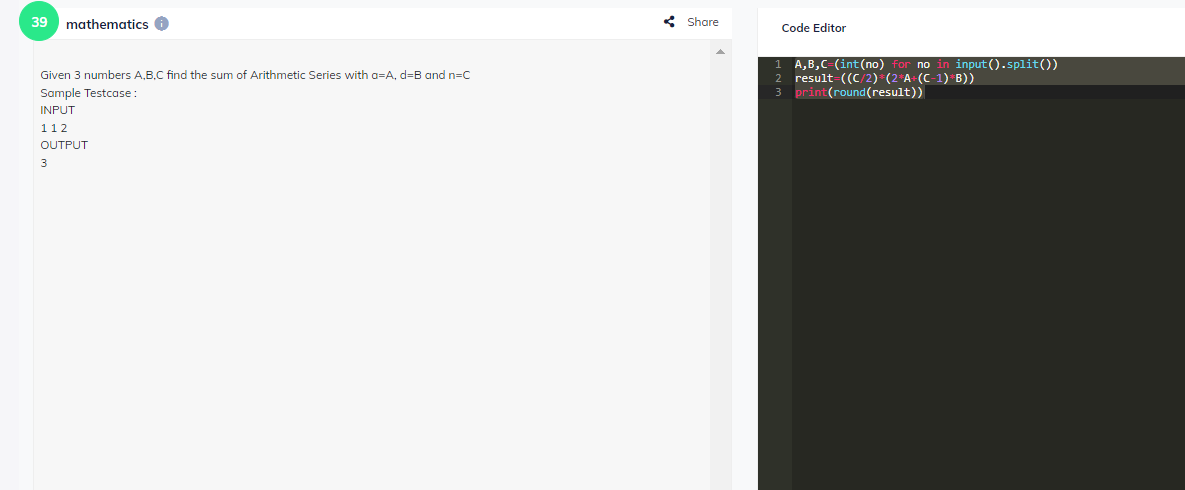 39
mathematics
Share
Given 3 numbers A,B,C find the sum of Arithmetic Series with a=A, d=B and n=C
Sample Testcase :
INPUT
1 1 2
OUTPUT
3
Code Editor
1 A,B,C=(int(no) for no in input().split())
2 result=((C/2)*(2*A+(C-1)*B))
3 print(round(result))